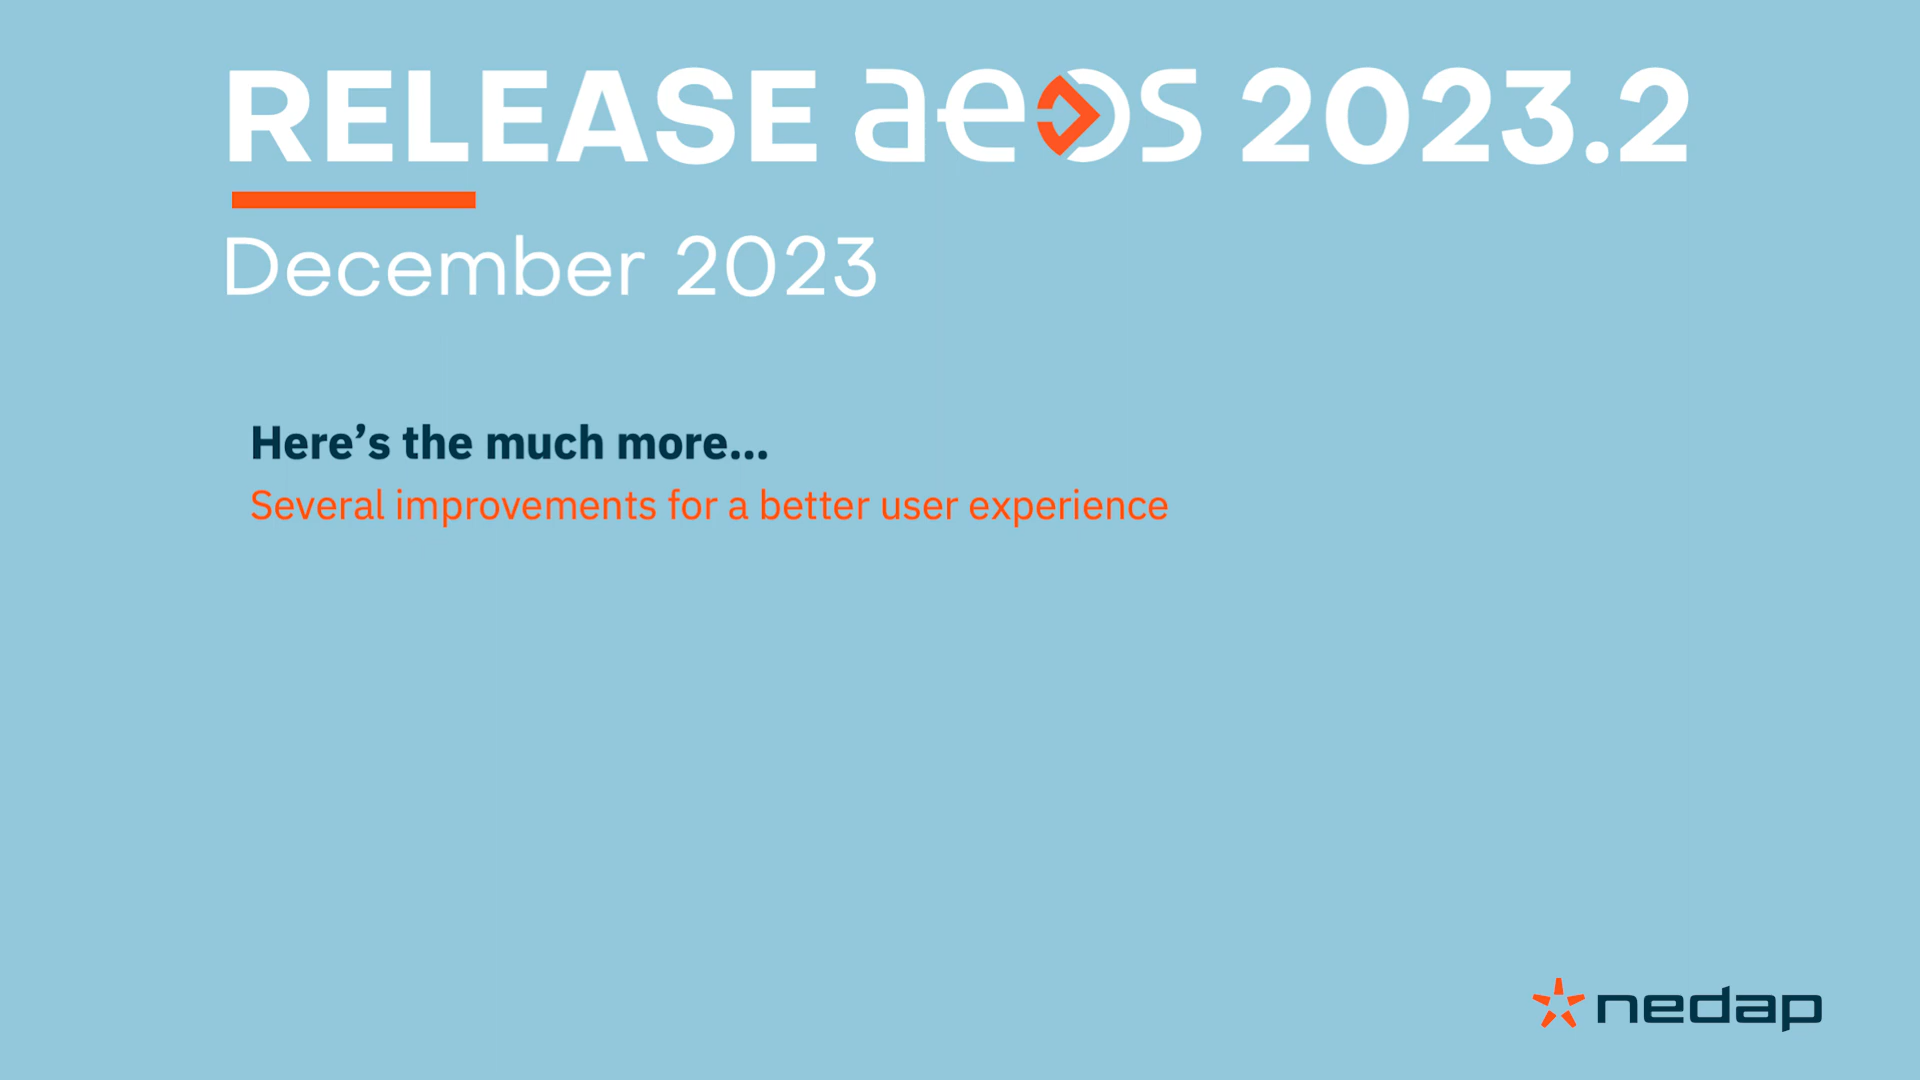 RELEASE aeos 2023.2
December 2023
Here’s the much more...
Several improvements for a better user experience
nedap